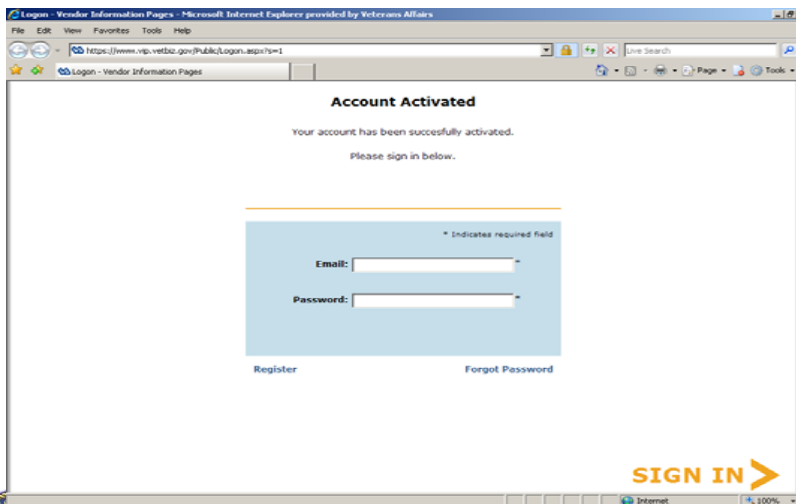 Logon - Vendor Information Pages - Microsoft Internet Explorer provided by Veterans Affairs
File Edit View Favorites Tools Help
https://www.vip.vetbiz.gov/Public/Logon.aspx?s=1
Live Search
Logon - Vendor Information Pages
Page
Tools
Account Activated
Your account has been succesfully activated.
Please sign in below.
* Indicates required field
Email: *
Password: *
Register Forgot Password
SIGN IN
Internet 100%